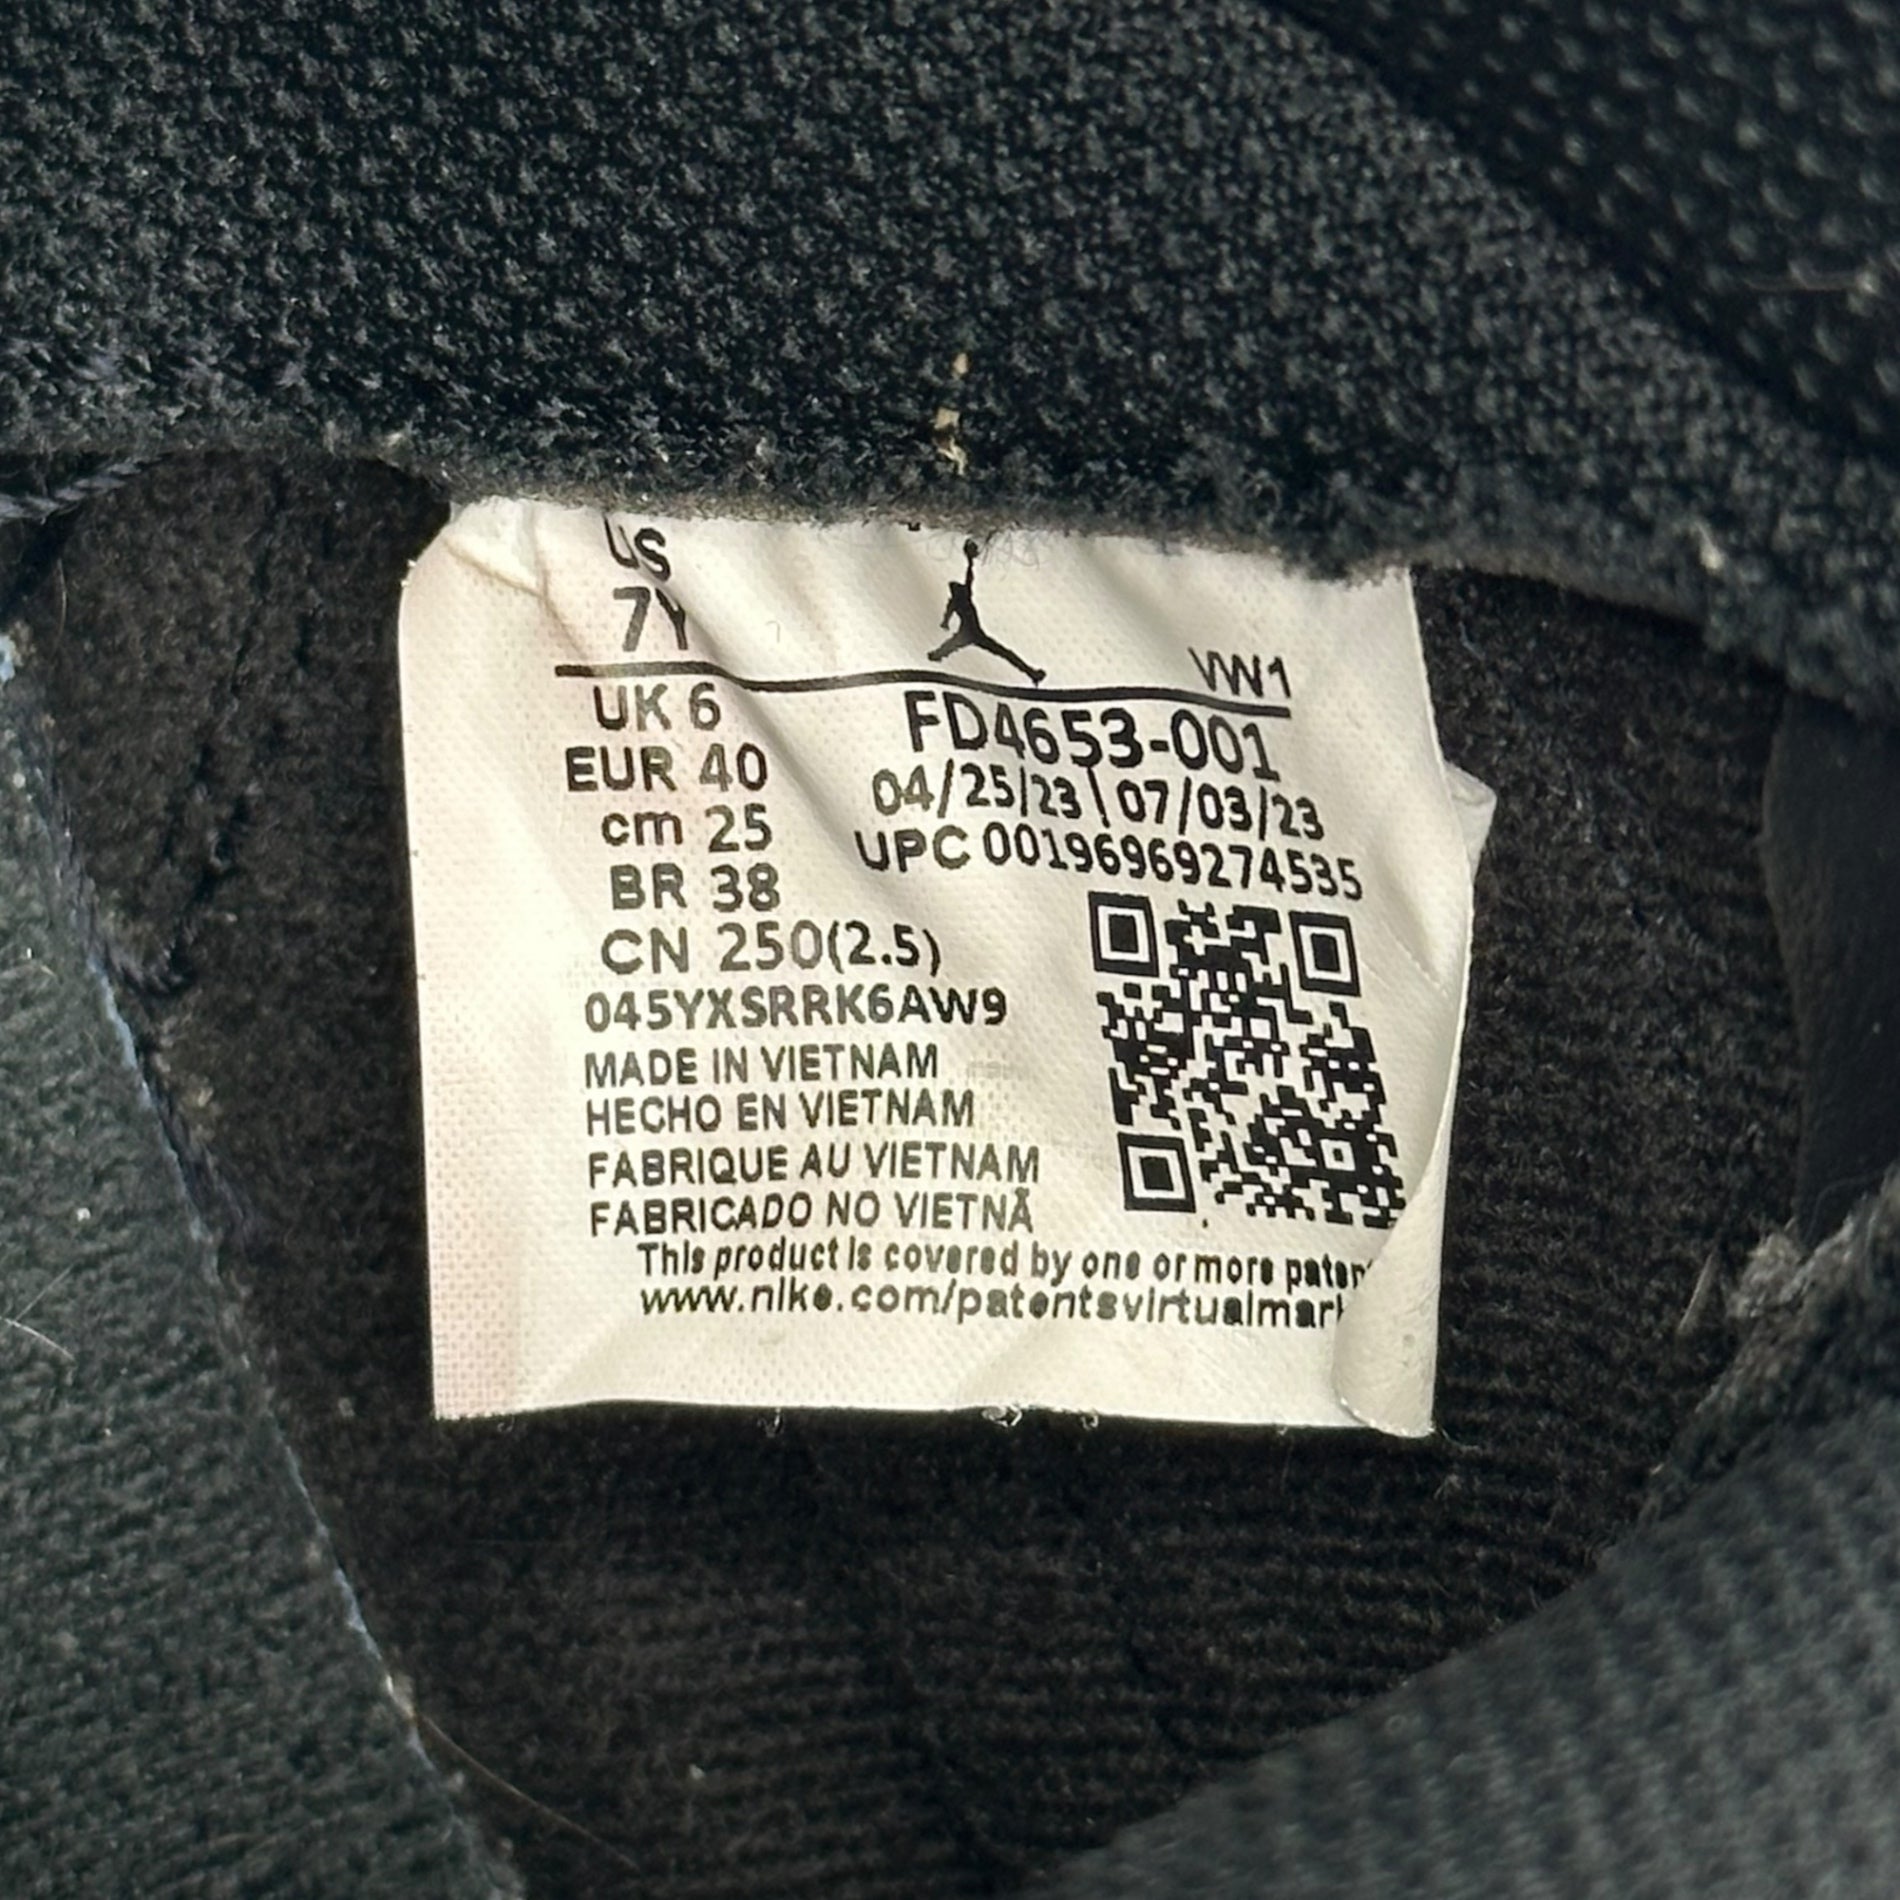 US
7Y
VW1
UK 6
FD4653-001
EUR 40
04/25/23\07/03/23
cm 25
UPC 00196969274535
BR 38
CN 250(2.5)
045YXSRRK6AW9
MADE IN VIETNAM
HECHO EN VIETNAM
FABRIQUE AU VIETNAM
FABRICADO NO VIETNÃ
This product is covered by one or more paten
www.nike.com/patentsvirtualmar